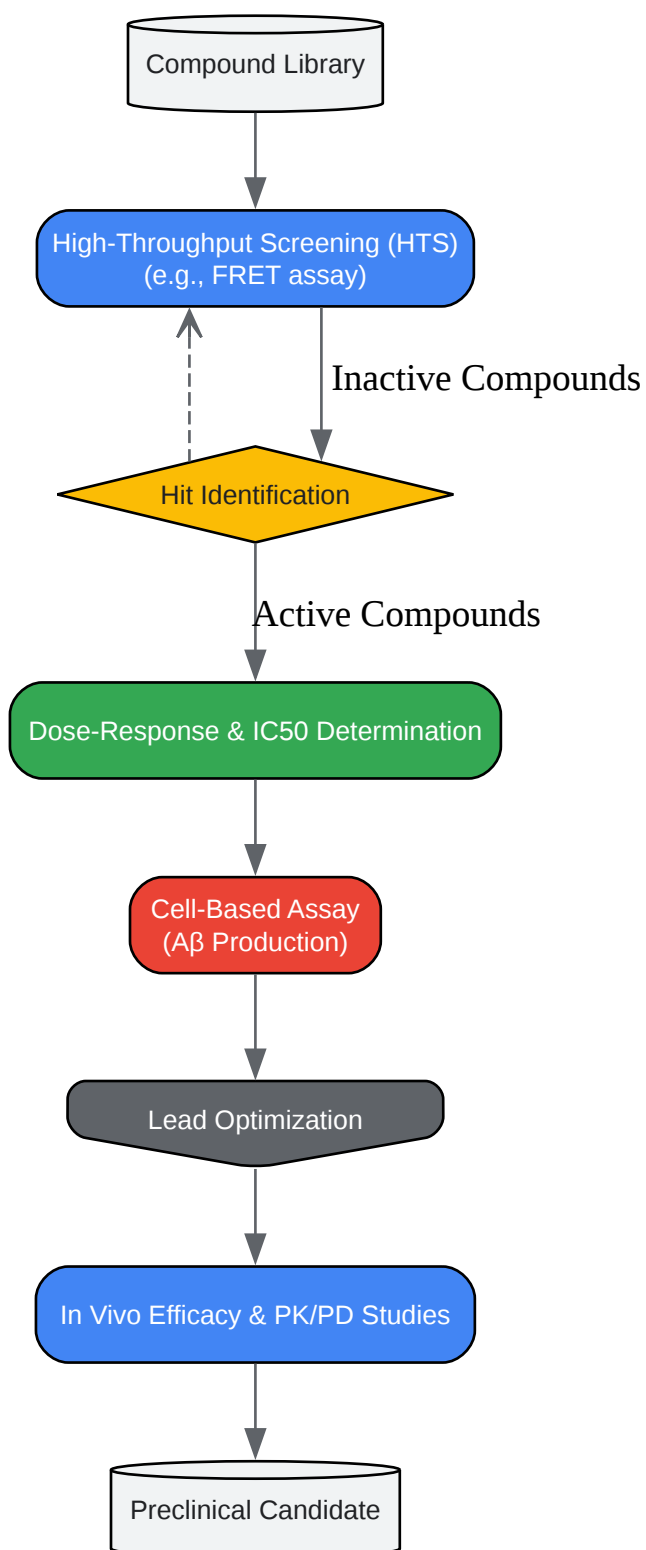 Compound Library
High-Throughput Screening (HTS)
(e.g., FRET assay)
Inactive Compounds
Hit Identification
Active Compounds
Dose-Response & IC50 Determination
Cell-Based Assay
(Aβ Production)
Lead Optimization
In Vivo Efficacy & PK/PD Studies
Preclinical Candidate